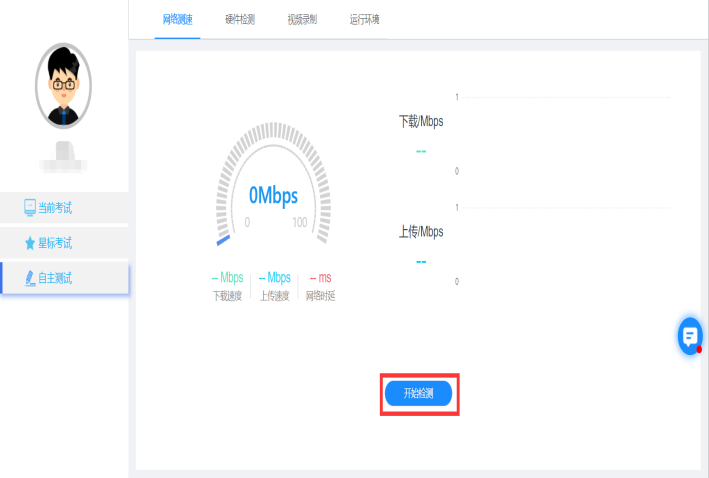 网络测速 硬件检测 视频录制 运行环境
当前考试
星标考试
自主测试
0Mbps
0 100
-- Mbps -- Mbps -- ms
下载速度 上传速度 网络时延
1
下载/Mbps
--
0
1
上传/Mbps
--
0
开始检测